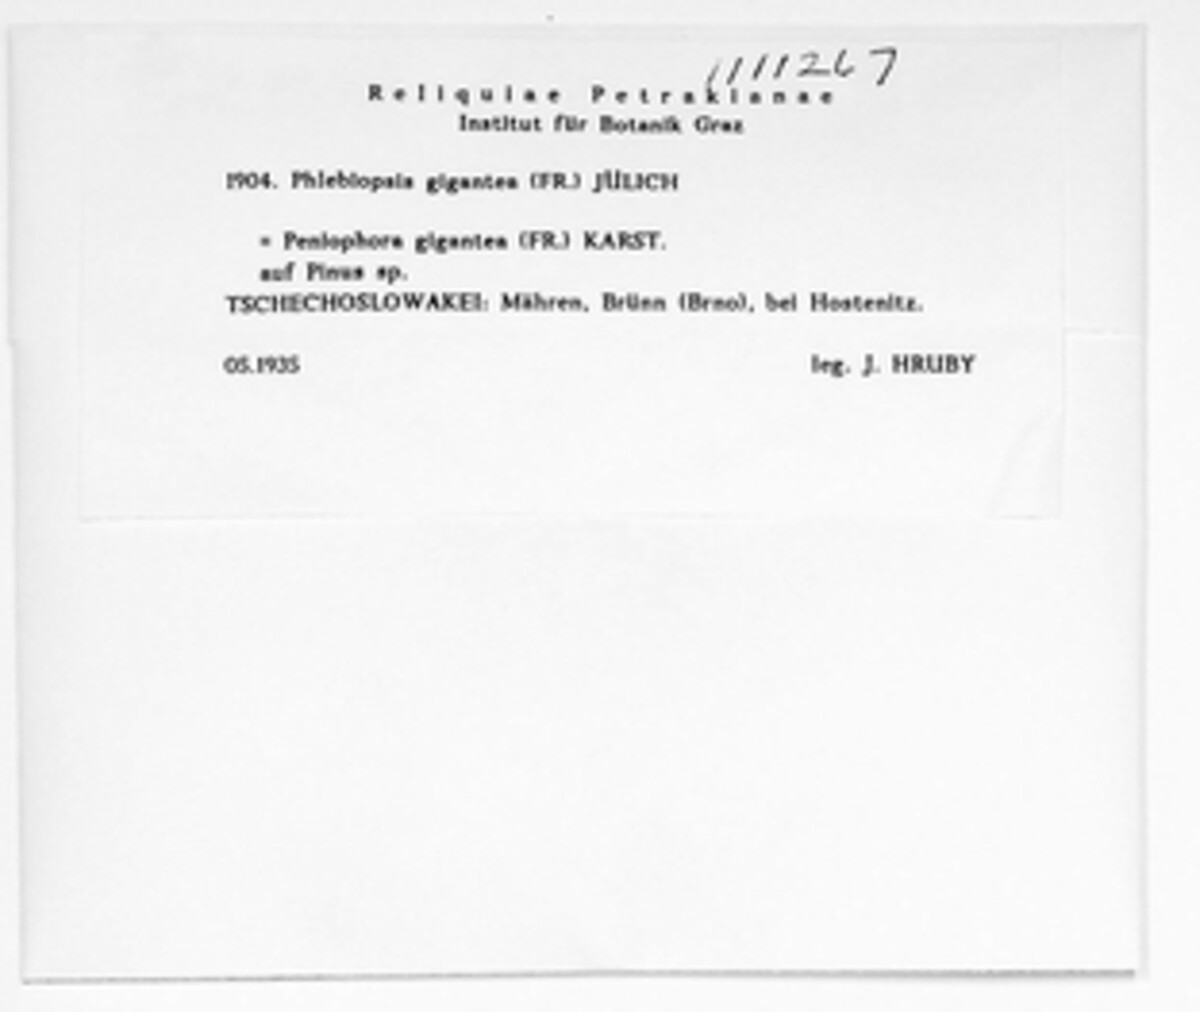 1111267
Reliquiae Petrakianae
Institut für Botanik Graz
1904. Phlebiopsis gigantea (FR.) JÜLICH
= Peniophora gigantea (FR.) KARST.
auf Pinus sp.
TSCHECHOSLOWAKEI: Mähren, Brünn (Brno), bei Hostenitz.
05.1935
leg. J. HRUBY